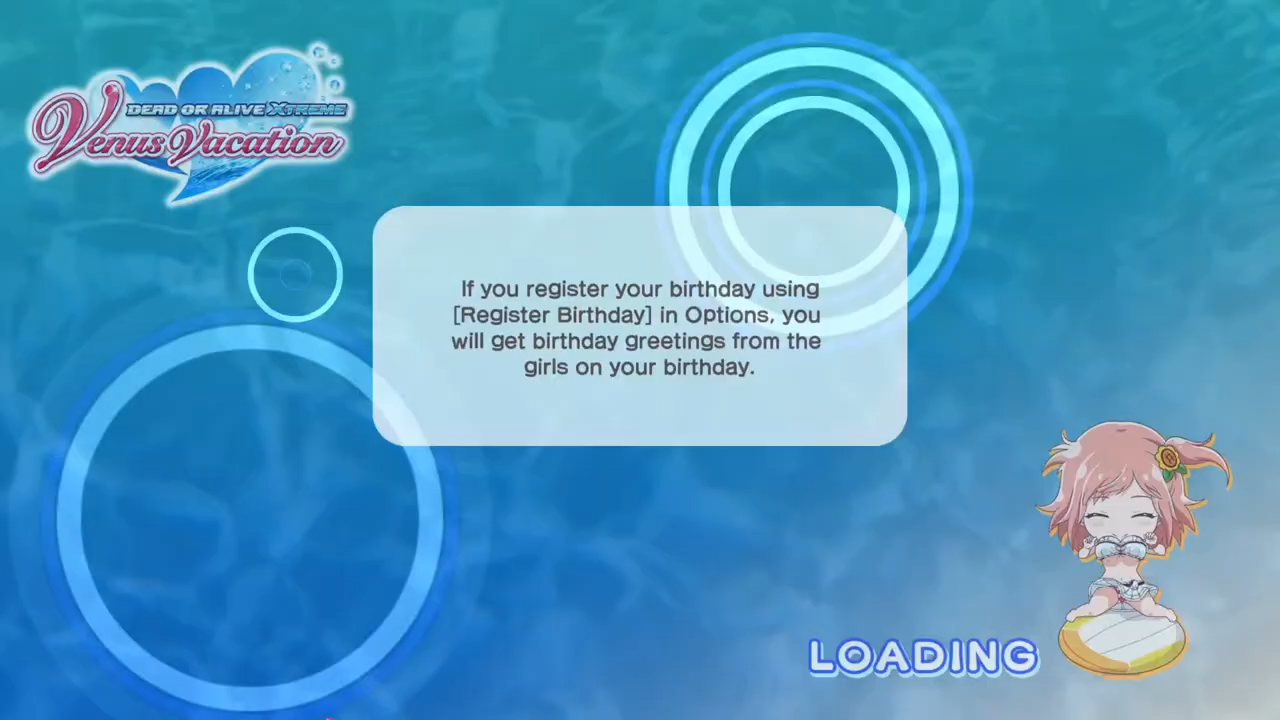 DEAD OR ALIVE XTREME
Venus Vacation
If you register your birthday using
[Register Birthday] in Options, you
will get birthday greetings from the
girls on your birthday.
LOADING